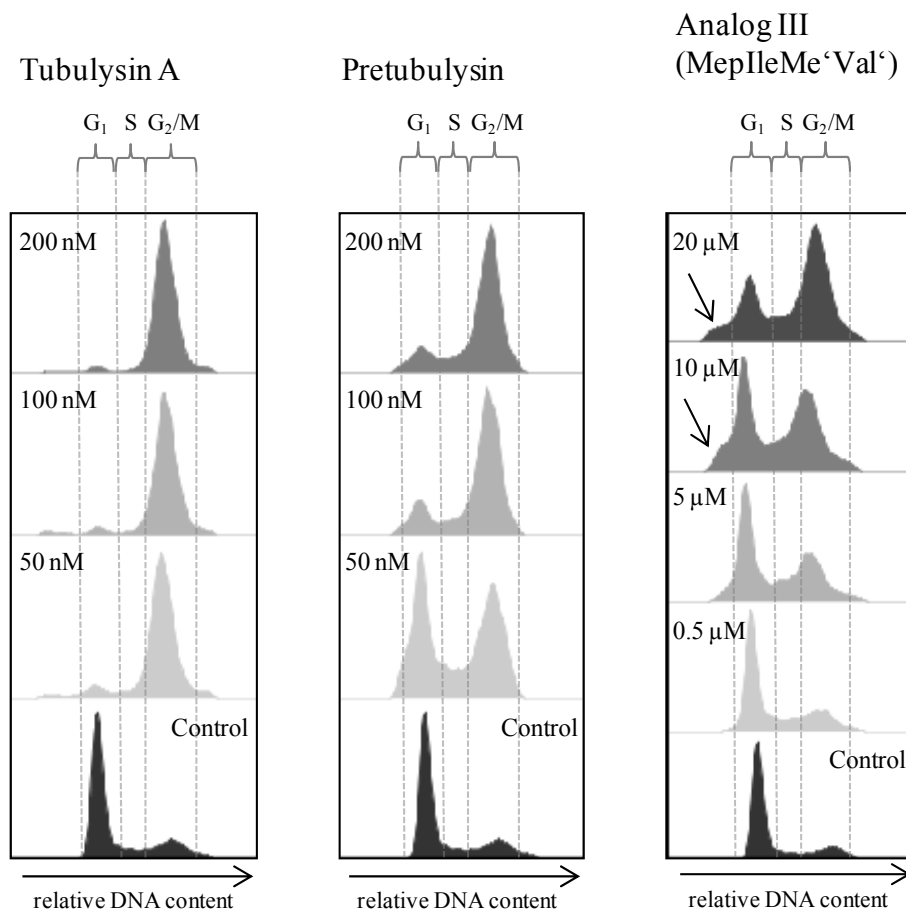 Tubulysin A
G₁ S G₂/M
200 nM
100 nM
50 nM
Control
relative DNA content
Pretubulysin
G₁ S G₂/M
200 nM
100 nM
50 nM
Control
relative DNA content
Analog III
(MepIleMe‘Val‘)
G₁ S G₂/M
20 µM
10 µM
5 µM
0.5 µM
Control
relative DNA content